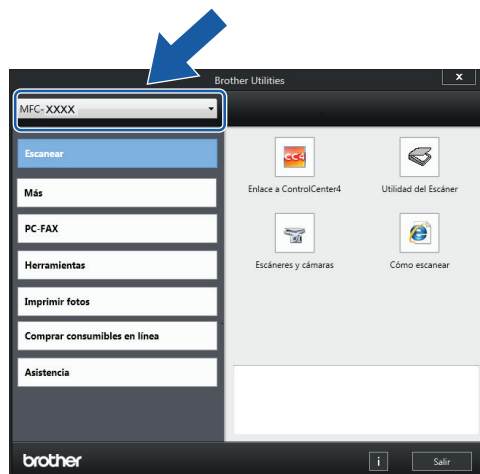 Brother Utilities
X
MFC-XXXX
Escanear
Más
PC-FAX
Herramientas
Imprimir fotos
Comprar consumibles en línea
Asistencia
CC4
Enlace a ControlCenter4
Utilidad del Escáner
Escáneres y cámaras
Cómo escanear
brother
i
Salir